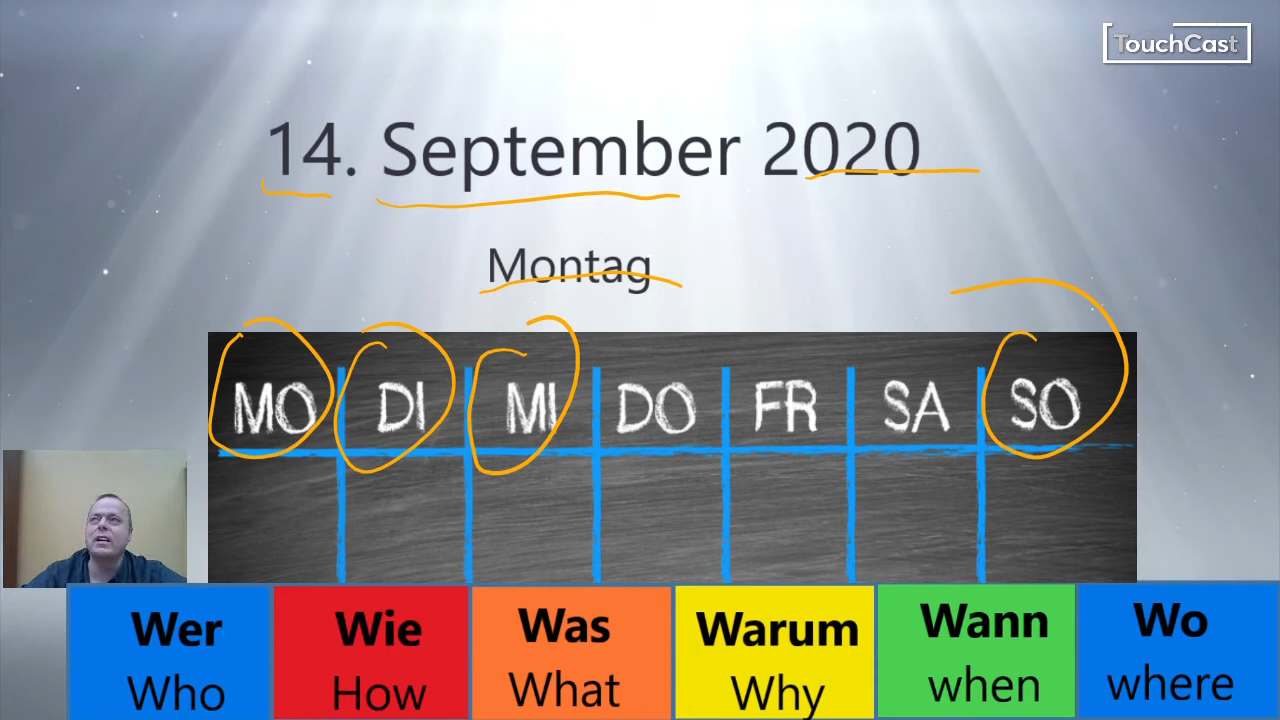 TouchCast
14. September 2020
Montag
MO DI MI DO FR SA SO
Wer Wie Was Warum Wann Wo
Who How What Why when where